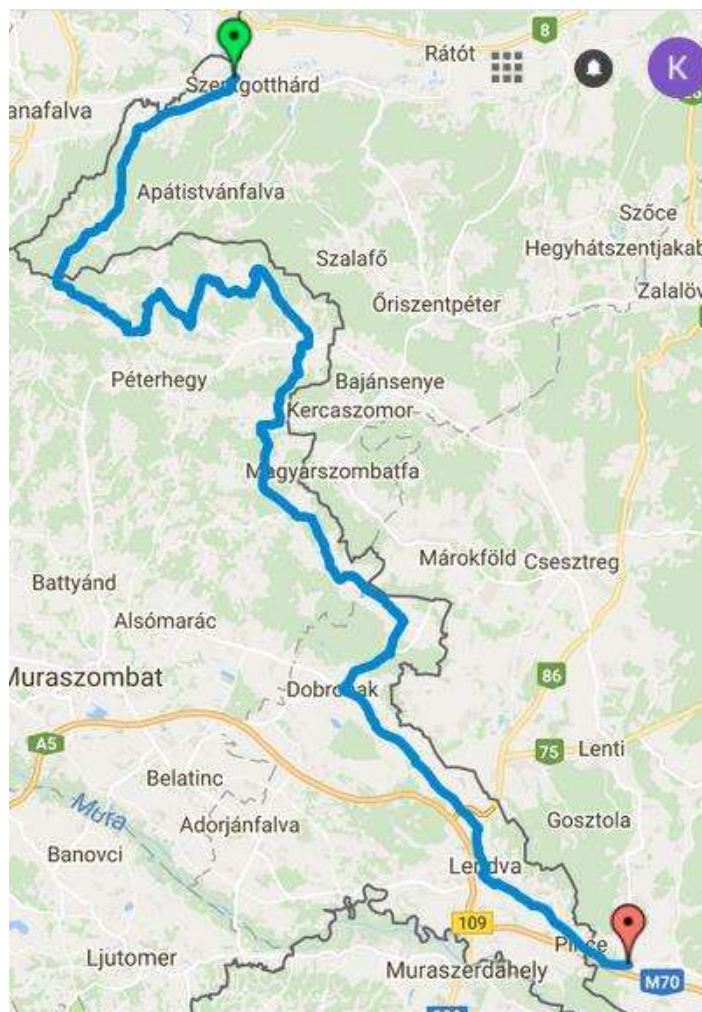 8
Rátót
K
Szentgotthárd
anafalva
Apátistvánfalva
Szőce
Szalafő
Hegyhátszentjakab
Őriszentpéter
Zalalöv
Péterhegy
Bajánsenye
Kercaszomor
Magyarszombatfa
Márokföld
Csesztreg
Battyánd
Alsómarác
Muraszombat
86
Dobronak
A5
75
Lenti
Belatinc
Mura
Adorjánfalva
Gosztola
Banovci
Lendva
109
Pince
Ljutomer
Muraszerdahely
M70